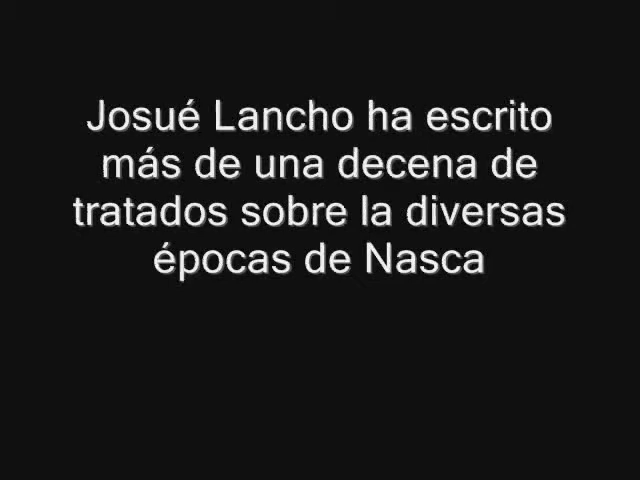 Josué Lancho ha escrito
más de una decena de
tratados sobre la diversas
épocas de Nasca